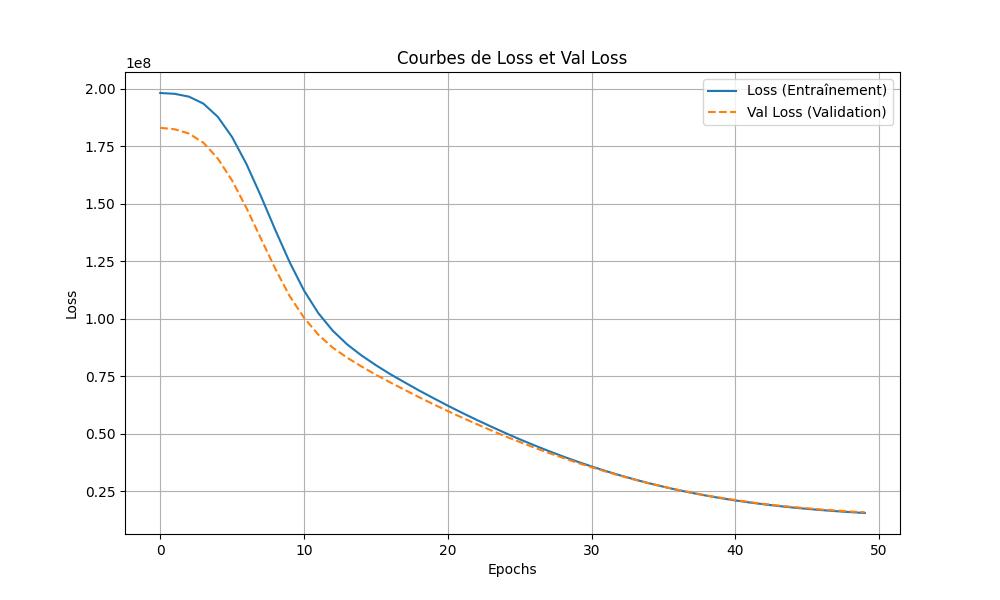 Courbes de Loss et Val Loss
1e8
Loss (Entraînement)
Val Loss (Validation)
2.00
1.75
1.50
1.25
1.00
0.75
0.50
0.25
Loss
0 10 20 30 40 50
Epochs